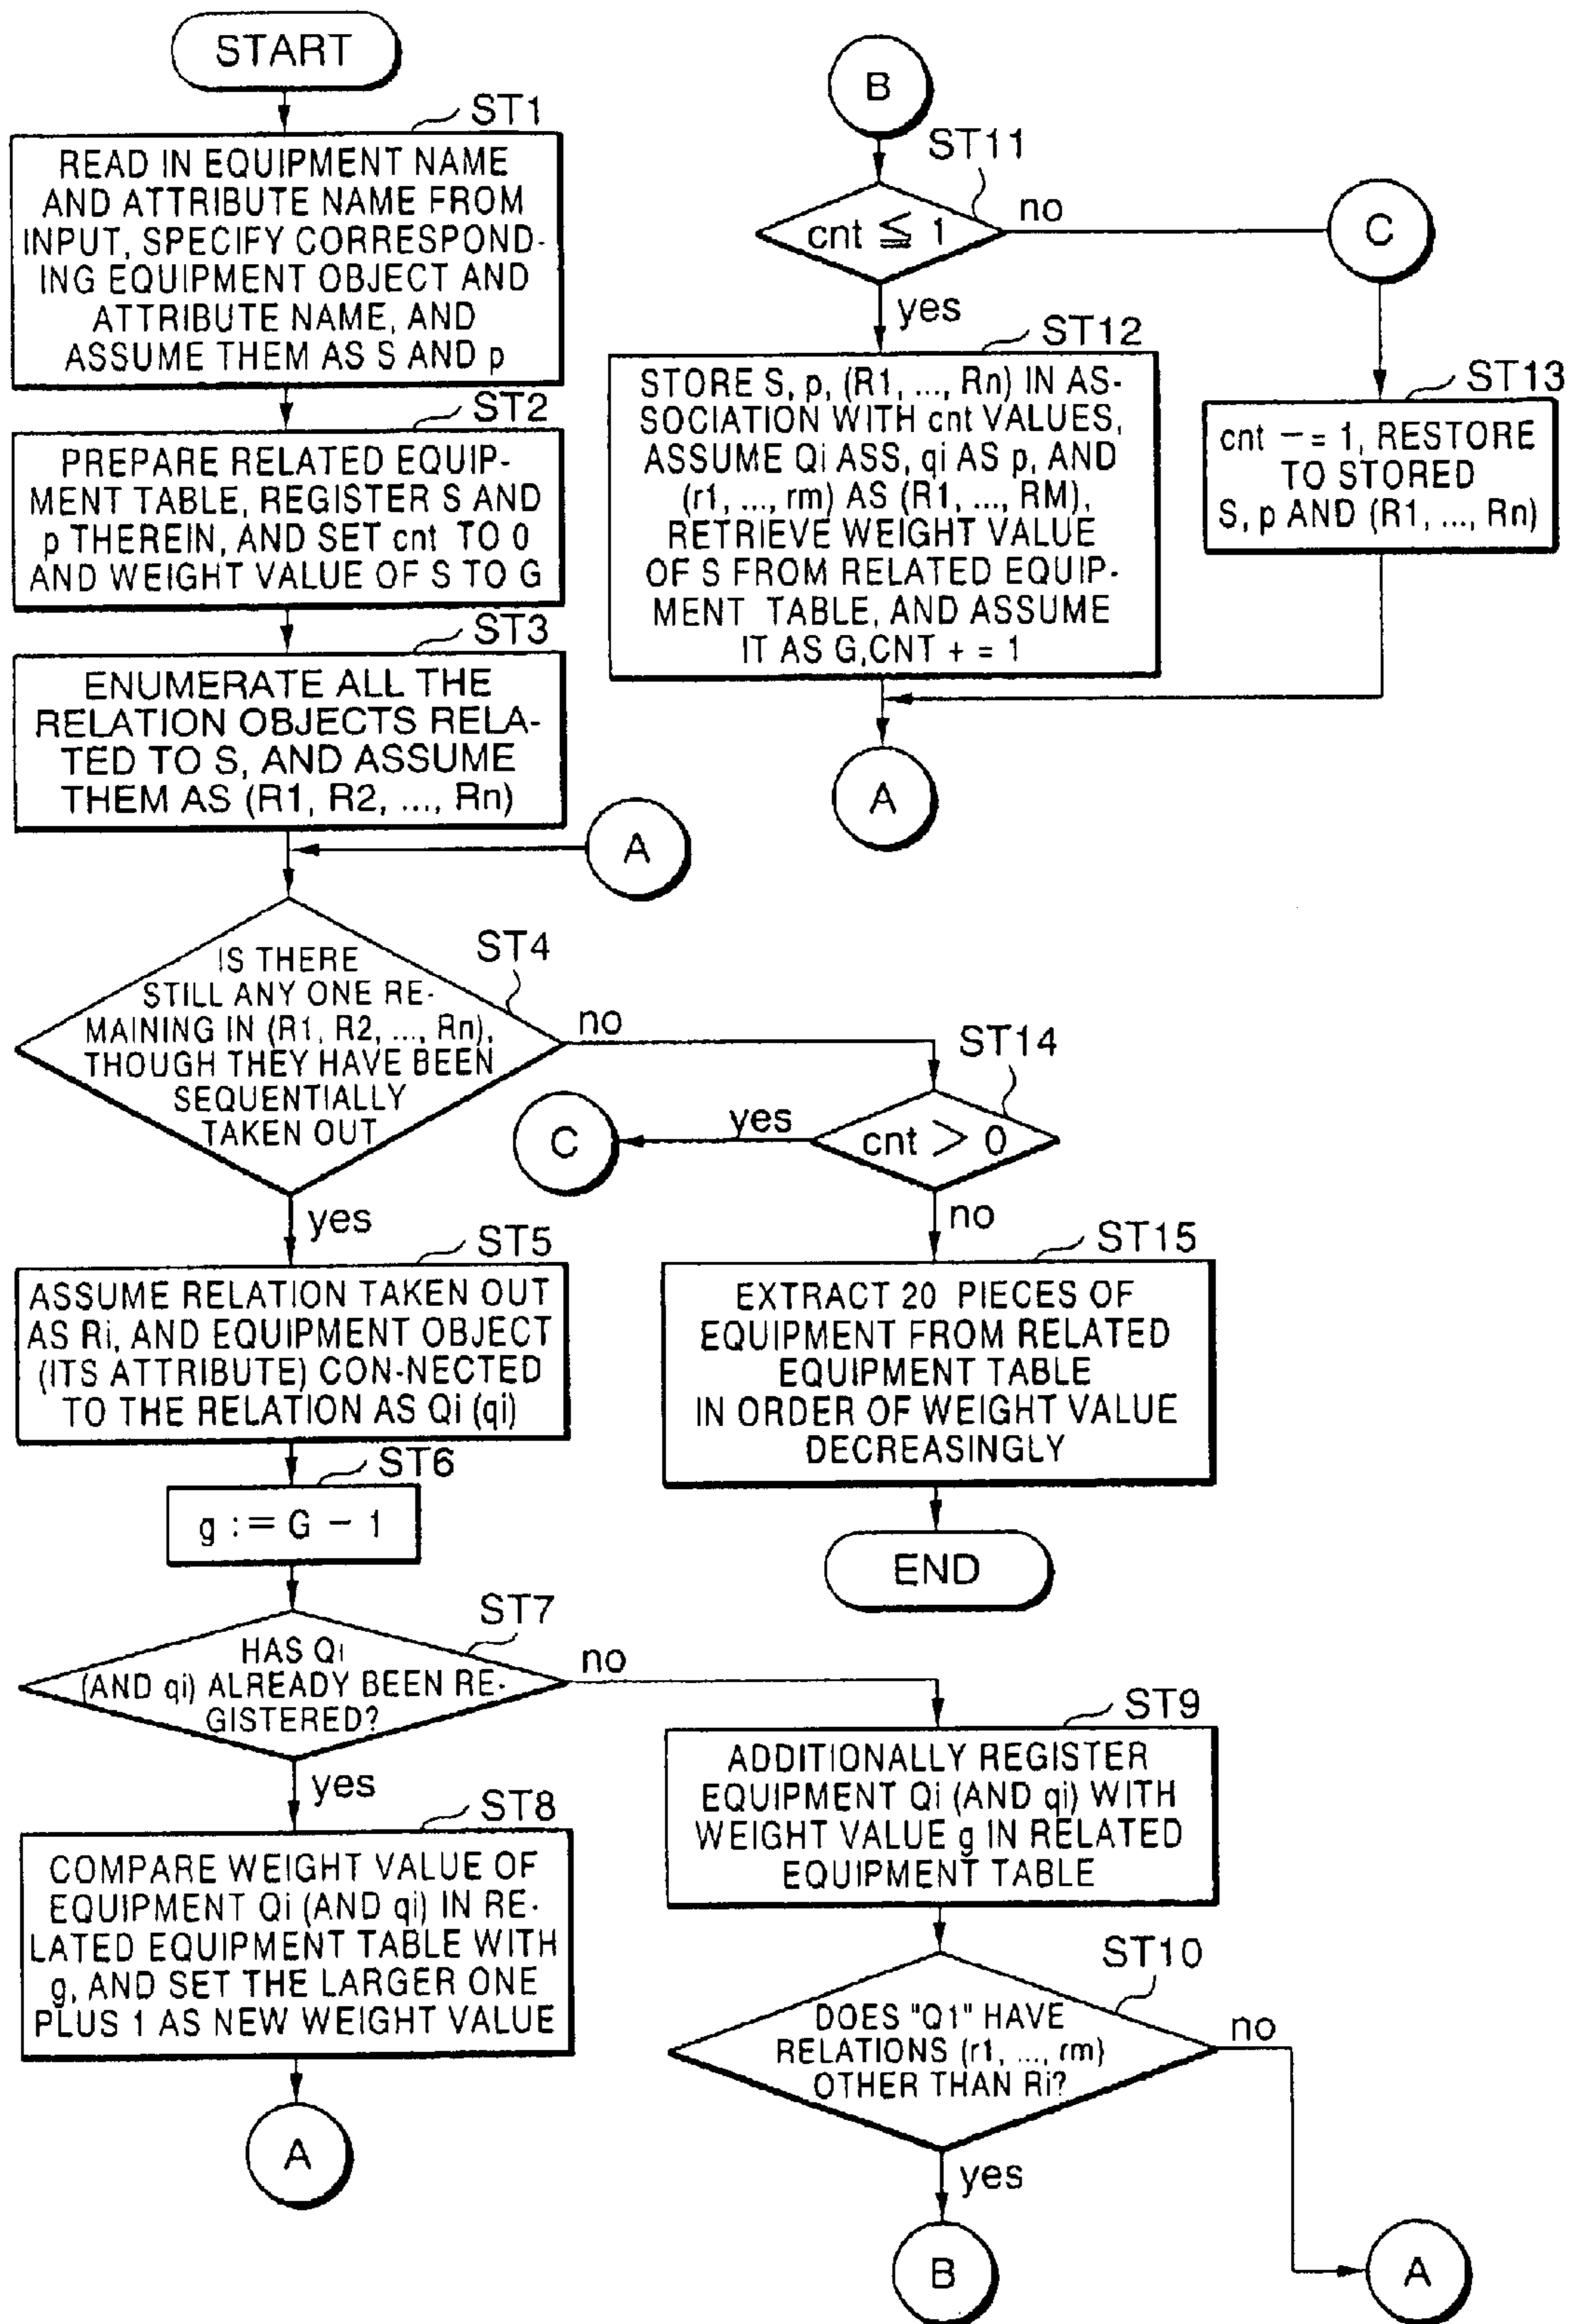 START
ST1
READ IN EQUIPMENT NAME
AND ATTRIBUTE NAME FROM
INPUT, SPECIFY CORRESPOND-
ING EQUIPMENT OBJECT AND
ATTRIBUTE NAME, AND
ASSUME THEM AS S AND p
ST2
PREPARE RELATED EQUIP-
MENT TABLE, REGISTER S AND
p THEREIN, AND SET cnt TO 0
AND WEIGHT VALUE OF S TO G
ST3
ENUMERATE ALL THE
RELATION OBJECTS RELA-
TED TO S, AND ASSUME
THEM AS (R1, R2, ..., Rn)
A
IS THERE
STILL ANY ONE RE-
MAINING IN (R1, R2, ..., Rn),
THOUGH THEY HAVE BEEN
SEQUENTIALLY
TAKEN OUT
ST4
no
yes
ST5
ASSUME RELATION TAKEN OUT
AS Ri, AND EQUIPMENT OBJECT
(ITS ATTRIBUTE) CON-NECTED
TO THE RELATION AS Qi (qi)
ST6
g := G - 1
ST7
HAS Qi
(AND qi) ALREADY BEEN RE-
GISTERED?
no
yes
ST8
COMPARE WEIGHT VALUE OF
EQUIPMENT Qi (AND qi) IN RE-
LATED EQUIPMENT TABLE WITH
g, AND SET THE LARGER ONE
PLUS 1 AS NEW WEIGHT VALUE
A
B
ST11
cnt ≦ 1
no
C
yes
ST12
STORE S, p, (R1, ..., Rn) IN AS-
SOCIATION WITH cnt VALUES,
ASSUME Qi ASS, qi AS p, AND
(r1, ..., rm) AS (R1, ..., RM),
RETRIEVE WEIGHT VALUE
OF S FROM RELATED EQUIP-
MENT TABLE, AND ASSUME
IT AS G,CNT + = 1
ST13
cnt - = 1, RESTORE
TO STORED
S, p AND (R1, ..., Rn)
A
ST14
cnt > 0
yes
C
no
ST15
EXTRACT 20 PIECES OF
EQUIPMENT FROM RELATED
EQUIPMENT TABLE
IN ORDER OF WEIGHT VALUE
DECREASINGLY
END
ST9
ADDITIONALLY REGISTER
EQUIPMENT Qi (AND qi) WITH
WEIGHT VALUE g IN RELATED
EQUIPMENT TABLE
ST10
DOES "Q1" HAVE
RELATIONS (r1, ..., rm)
OTHER THAN Ri?
no
yes
B
A